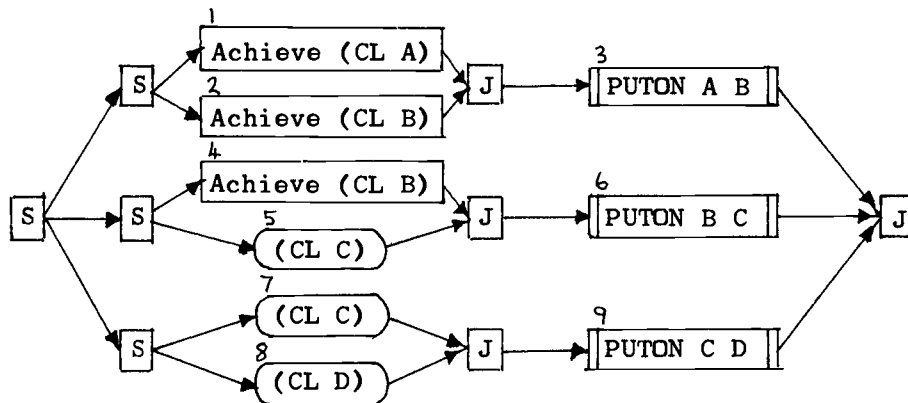 1
Achieve (CL A)
S
2
Achieve (CL B)
J
3
PUTON A B
S
4
Achieve (CL B)
S
5
(CL C)
J
6
PUTON B C
J
7
(CL C)
S
8
(CL D)
J
9
PUTON C D